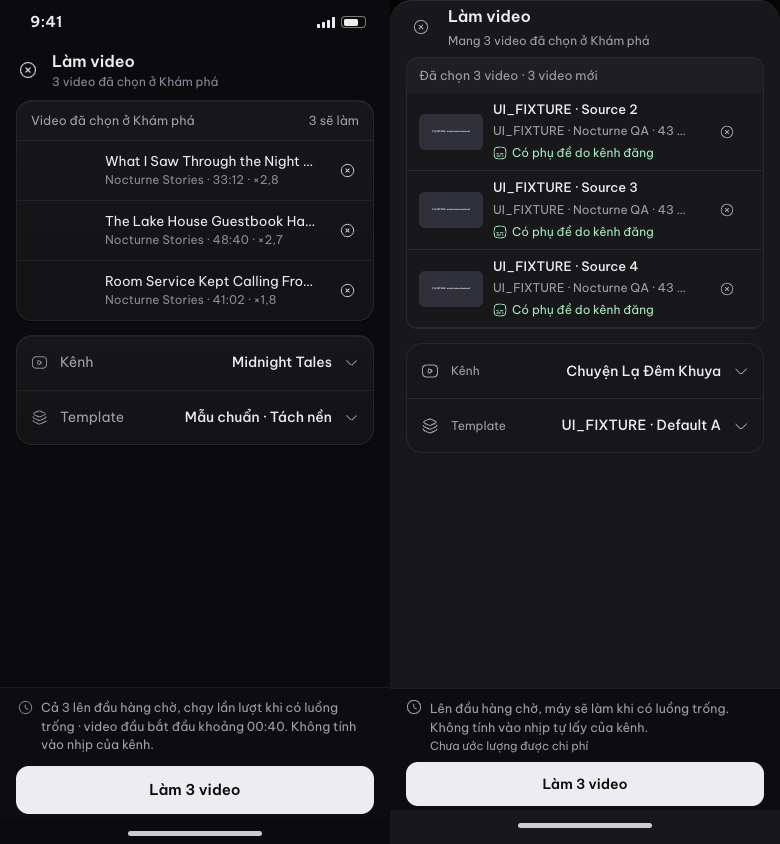 9:41
Làm video
3 video đã chọn ở Khám phá
Video đã chọn ở Khám phá
3 sẽ làm
What I Saw Through the Night ...
Nocturne Stories · 33:12 · ×2,8
The Lake House Guestbook Ha...
Nocturne Stories · 48:40 · ×2,7
Room Service Kept Calling Fro...
Nocturne Stories · 41:02 · ×1,8
Kênh
Midnight Tales
Template
Mẫu chuẩn · Tách nền
Cả 3 lên đầu hàng chờ, chạy lần lượt khi có luồng
trống · video đầu bắt đầu khoảng 00:40. Không tính
vào nhịp của kênh.
Làm 3 video
Làm video
Mang 3 video đã chọn ở Khám phá
Đã chọn 3 video · 3 video mới
UI_FIXTURE · Source 2
UI_FIXTURE · Nocturne QA · 43 ...
Có phụ đề do kênh đăng
UI_FIXTURE · Source 3
UI_FIXTURE · Nocturne QA · 43 ...
Có phụ đề do kênh đăng
UI_FIXTURE · Source 4
UI_FIXTURE · Nocturne QA · 43 ...
Có phụ đề do kênh đăng
Kênh
Chuyện Lạ Đêm Khuya
Template
UI_FIXTURE · Default A
Lên đầu hàng chờ, máy sẽ làm khi có luồng trống.
Không tính vào nhịp tự lấy của kênh.
Chưa ước lượng được chi phí
Làm 3 video